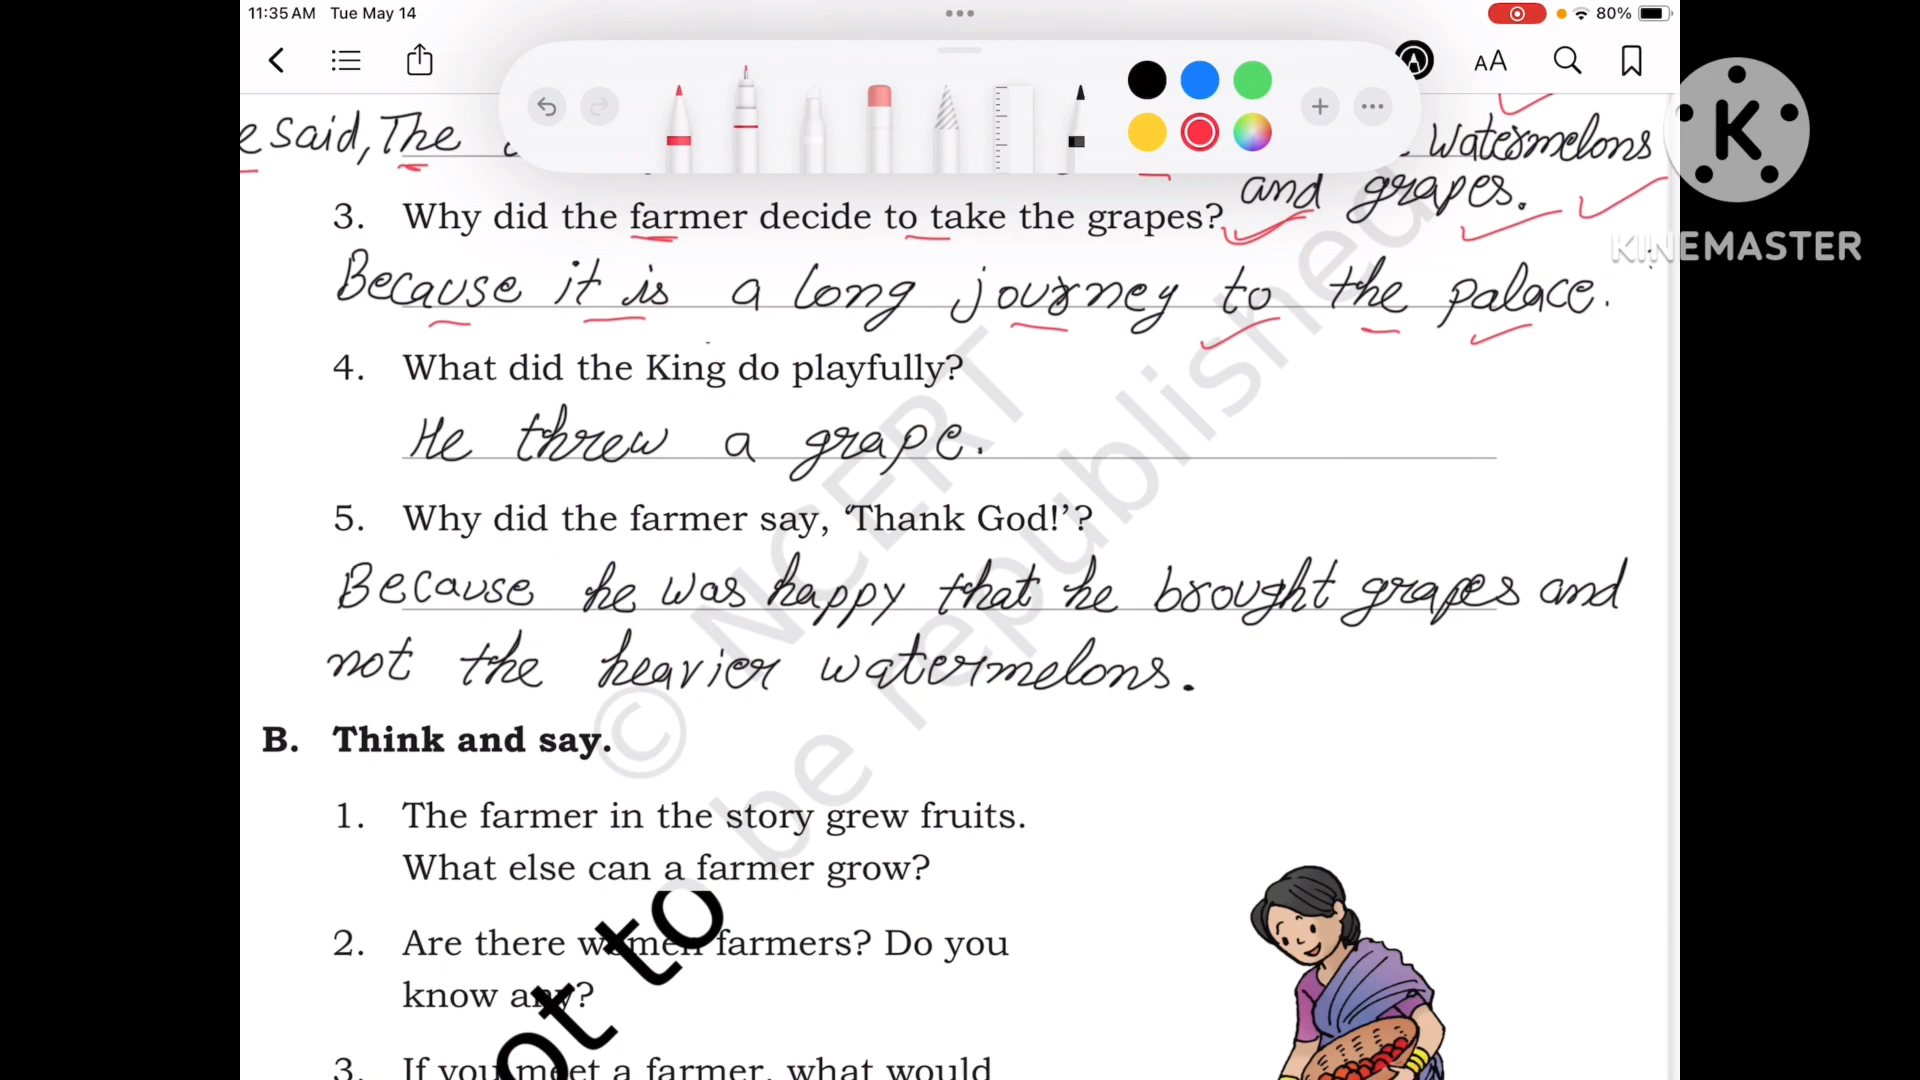 11:35 AM Tue May 14
80%
AA
e said, The
watermelons
and grapes.
3. Why did the farmer decide to take the grapes?
Because it is a long journey to the palace.
4. What did the King do playfully?
He threw a grape.
5. Why did the farmer say, ‘Thank God!’?
Because he was happy that he brought grapes and
not the heavier watermelons.
B. Think and say.
1. The farmer in the story grew fruits.
What else can a farmer grow?
2. Are there women farmers? Do you
know any?
3. If you meet a farmer, what would
© NCERT
not to be republished
K
KINEMASTER